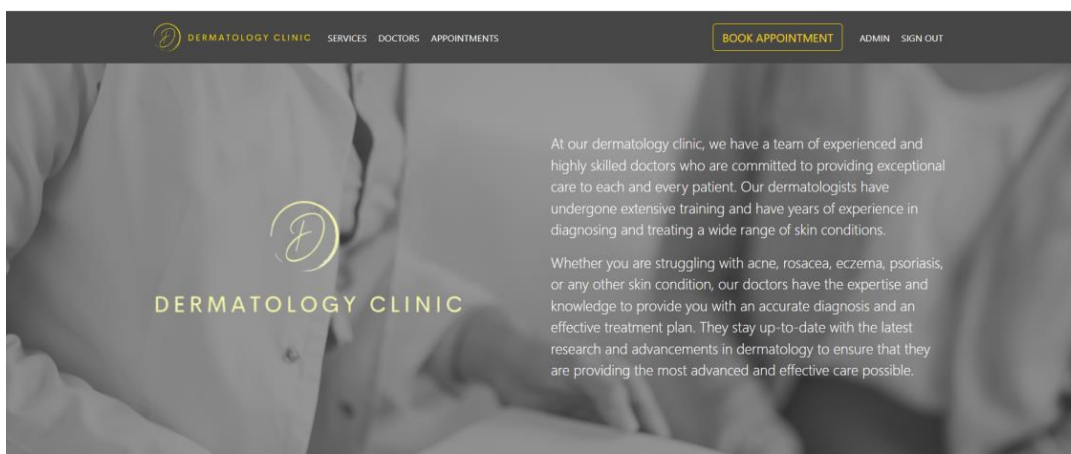 DERMATOLOGY CLINIC SERVICES DOCTORS APPOINTMENTS BOOK APPOINTMENT ADMIN SIGN OUT
D
DERMATOLOGY CLINIC
At our dermatology clinic, we have a team of experienced and
highly skilled doctors who are committed to providing exceptional
care to each and every patient. Our dermatologists have
undergone extensive training and have years of experience in
diagnosing and treating a wide range of skin conditions.
Whether you are struggling with acne, rosacea, eczema, psoriasis,
or any other skin condition, our doctors have the expertise and
knowledge to provide you with an accurate diagnosis and an
effective treatment plan. They stay up-to-date with the latest
research and advancements in dermatology to ensure that they
are providing the most advanced and effective care possible.